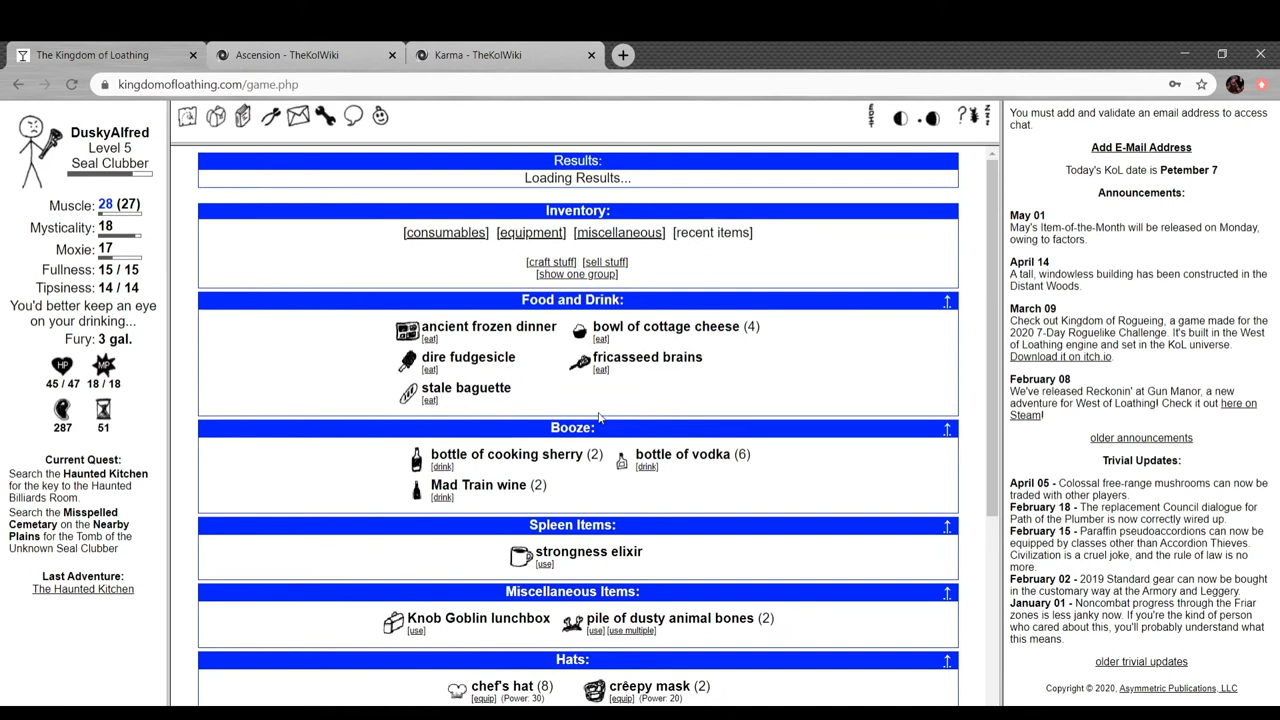 The Kingdom of Loathing
Ascension - TheKolWiki
Karma - TheKolWiki
kingdomofloathing.com/game.php
DuskyAlfred
Level 5
Seal Clubber
Muscle: 28 (27)
Mysticality: 18
Moxie: 17
Fullness: 15 / 15
Tipsiness: 14 / 14
You'd better keep an eye
on your drinking...
Fury: 3 gal.
HP
MP
45 / 47 18 / 18
287 51
Current Quest:
Search the Haunted Kitchen
for the key to the Haunted
Billiards Room.
Search the Misspelled
Cemetary on the Nearby
Plains for the Tomb of the
Unknown Seal Clubber
Last Adventure:
The Haunted Kitchen
Results:
Loading Results...
Inventory:
[consumables] [equipment] [miscellaneous] [recent items]
[craft stuff] [sell stuff]
[show one group]
Food and Drink:
ancient frozen dinner
[eat]
bowl of cottage cheese (4)
[eat]
dire fudgesicle
[eat]
fricasseed brains
[eat]
stale baguette
[eat]
Booze:
bottle of cooking sherry (2)
[drink]
bottle of vodka (6)
[drink]
Mad Train wine (2)
[drink]
Spleen Items:
strongness elixir
[use]
Miscellaneous Items:
Knob Goblin lunchbox
[use]
pile of dusty animal bones (2)
[use] [use multiple]
Hats:
chef's hat (8)
[equip] (Power: 30)
crêepy mask (2)
[equip] (Power: 20)
You must add and validate an email address to access
chat.
Add E-Mail Address
Today's KoL date is Petember 7
Announcements:
May 01
May's Item-of-the-Month will be released on Monday,
owing to factors.
April 14
A tall, windowless building has been constructed in the
Distant Woods.
March 09
Check out Kingdom of Rogueing, a game made for the
2020 7-Day Roguelike Challenge. It's built in the West
of Loathing engine and set in the KoL universe.
Download it on itch.io.
February 08
We've released Reckonin' at Gun Manor, a new
adventure for West of Loathing! Check it out here on
Steam!
older announcements
Trivial Updates:
April 05 - Colossal free-range mushrooms can now be
traded with other players.
February 18 - The replacement Council dialogue for
Path of the Plumber is now correctly wired up.
February 15 - Paraffin pseudoaccordions can now be
equipped by classes other than Accordion Thieves.
Civilization is a cruel joke, and the rule of law is no
more.
February 02 - 2019 Standard gear can now be bought
in the customary way at the Armory and Leggery.
January 01 - Noncombat progress through the Friar
zones is less janky now. If you're the kind of person
who cared about this, you'll probably understand what
this means.
older trivial updates
Copyright © 2020, Asymmetric Publications, LLC